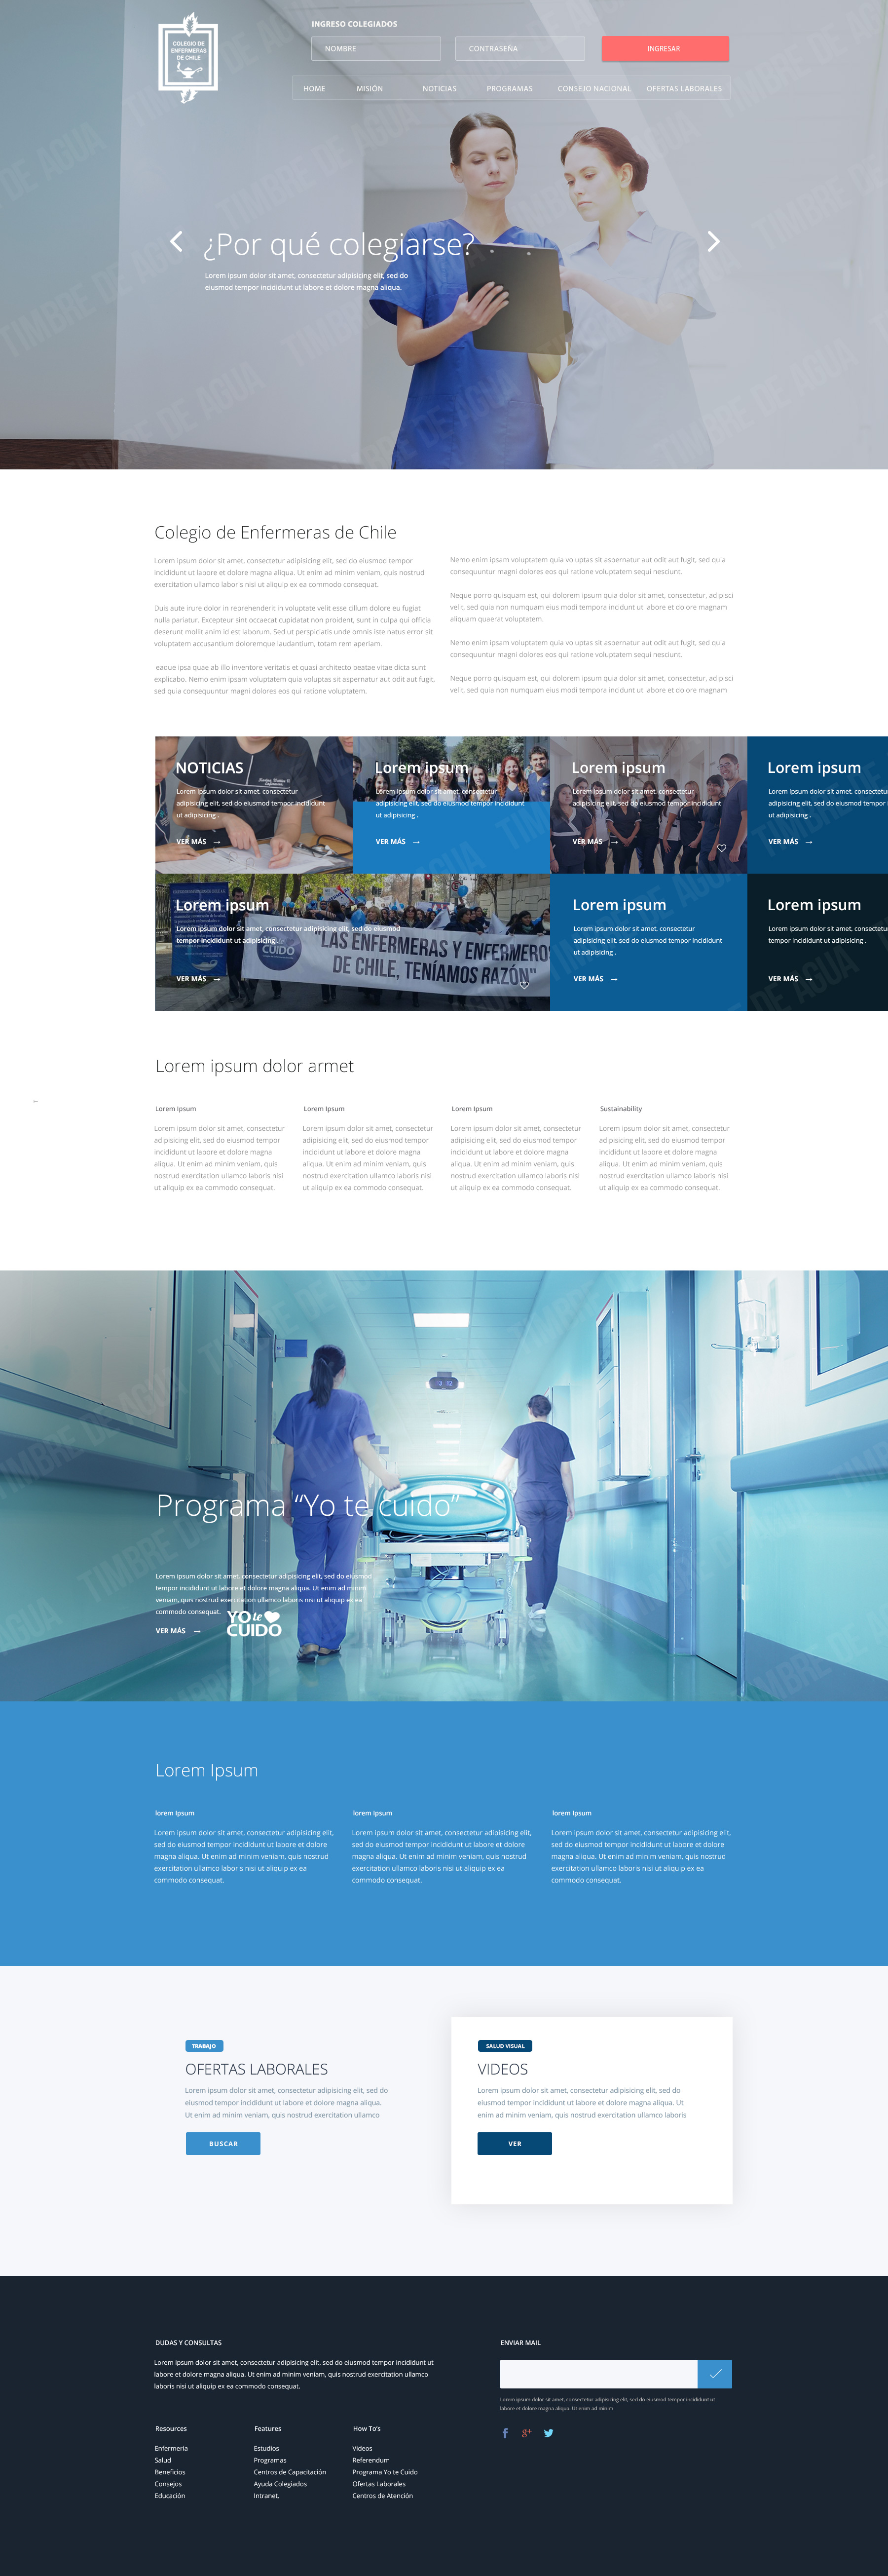 COLEGIO DE
ENFERMERAS
DE CHILE
INGRESO COLEGIADOS
NOMBRE
CONTRASEÑA
INGRESAR
HOME
MISIÓN
NOTICIAS
PROGRAMAS
CONSEJO NACIONAL
OFERTAS LABORALES
¿Por qué colegiarse?
Lorem ipsum dolor sit amet, consectetur adipisicing elit, sed do
eiusmod tempor incididunt ut labore et dolore magna aliqua.
Colegio de Enfermeras de Chile
Lorem ipsum dolor sit amet, consectetur adipisicing elit, sed do eiusmod tempor
incididunt ut labore et dolore magna aliqua. Ut enim ad minim veniam, quis nostrud
exercitation ullamco laboris nisi ut aliquip ex ea commodo consequat.
Duis aute irure dolor in reprehenderit in voluptate velit esse cillum dolore eu fugiat
nulla pariatur. Excepteur sint occaecat cupidatat non proident, sunt in culpa qui officia
deserunt mollit anim id est laborum. Sed ut perspiciatis unde omnis iste natus error sit
voluptatem accusantium doloremque laudantium, totam rem aperiam.
eaque ipsa quae ab illo inventore veritatis et quasi architecto beatae vitae dicta sunt
explicabo. Nemo enim ipsam voluptatem quia voluptas sit aspernatur aut odit aut fugit,
sed quia consequuntur magni dolores eos qui ratione voluptatem.
Nemo enim ipsam voluptatem quia voluptas sit aspernatur aut odit aut fugit, sed quia
consequuntur magni dolores eos qui ratione voluptatem sequi nesciunt.
Neque porro quisquam est, qui dolorem ipsum quia dolor sit amet, consectetur, adipisci
velit, sed quia non numquam eius modi tempora incidunt ut labore et dolore magnam
aliquam quaerat voluptatem.
Nemo enim ipsam voluptatem quia voluptas sit aspernatur aut odit aut fugit, sed quia
consequuntur magni dolores eos qui ratione voluptatem sequi nesciunt.
Neque porro quisquam est, qui dolorem ipsum quia dolor sit amet, consectetur, adipisci
velit, sed quia non numquam eius modi tempora incidunt ut labore et dolore magnam
NOTICIAS
Lorem ipsum dolor sit amet, consectetur
adipisicing elit, sed do eiusmod tempor incididunt
ut adipisicing .
VER MÁS →
Lorem ipsum
Lorem ipsum dolor sit amet, consectetur
adipisicing elit, sed do eiusmod tempor incididunt
ut adipisicing .
VER MÁS →
Lorem ipsum
Lorem ipsum dolor sit amet, consectetur
adipisicing elit, sed do eiusmod tempor incididunt
VER MÁS →
Lorem ipsum
Lorem ipsum dolor sit amet, consectetu
adipisicing elit, sed do eiusmod tempor
ut adipisicing .
VER MÁS →
Lorem ipsum
Lorem ipsum dolor sit amet, consectetur adipisicing elit, sed do eiusmod
tempor incididunt ut adipisicing .
VER MÁS →
CUIDO
LAS ENFERMERAS Y ENFERMEROS
DE CHILE, TENÍAMOS RAZÓN"
Lorem ipsum
Lorem ipsum dolor sit amet, consectetur
adipisicing elit, sed do eiusmod tempor incididunt
ut adipisicing .
VER MÁS →
Lorem ipsum
Lorem ipsum dolor sit amet, consectetu
tempor incididunt ut adipisicing .
VER MÁS →
Lorem ipsum dolor armet
Lorem Ipsum
Lorem ipsum dolor sit amet, consectetur
adipisicing elit, sed do eiusmod tempor
incididunt ut labore et dolore magna
aliqua. Ut enim ad minim veniam, quis
nostrud exercitation ullamco laboris nisi
ut aliquip ex ea commodo consequat.
Lorem Ipsum
Lorem ipsum dolor sit amet, consectetur
adipisicing elit, sed do eiusmod tempor
incididunt ut labore et dolore magna
aliqua. Ut enim ad minim veniam, quis
nostrud exercitation ullamco laboris nisi
ut aliquip ex ea commodo consequat.
Lorem Ipsum
Lorem ipsum dolor sit amet, consectetur
adipisicing elit, sed do eiusmod tempor
incididunt ut labore et dolore magna
aliqua. Ut enim ad minim veniam, quis
nostrud exercitation ullamco laboris nisi
ut aliquip ex ea commodo consequat.
Sustainability
Lorem ipsum dolor sit amet, consectetur
adipisicing elit, sed do eiusmod tempor
incididunt ut labore et dolore magna
aliqua. Ut enim ad minim veniam, quis
nostrud exercitation ullamco laboris nisi
ut aliquip ex ea commodo consequat.
Programa “Yo te cuido”
Lorem ipsum dolor sit amet, consectetur adipisicing elit, sed do eiusmod
tempor incididunt ut labore et dolore magna aliqua. Ut enim ad minim
veniam, quis nostrud exercitation ullamco laboris nisi ut aliquip ex ea
commodo consequat.
VER MÁS →
YO te
CUIDO
Lorem Ipsum
lorem Ipsum
Lorem ipsum dolor sit amet, consectetur adipisicing elit,
sed do eiusmod tempor incididunt ut labore et dolore
magna aliqua. Ut enim ad minim veniam, quis nostrud
exercitation ullamco laboris nisi ut aliquip ex ea
commodo consequat.
lorem Ipsum
Lorem ipsum dolor sit amet, consectetur adipisicing elit,
sed do eiusmod tempor incididunt ut labore et dolore
magna aliqua. Ut enim ad minim veniam, quis nostrud
exercitation ullamco laboris nisi ut aliquip ex ea
commodo consequat.
lorem Ipsum
Lorem ipsum dolor sit amet, consectetur adipisicing elit,
sed do eiusmod tempor incididunt ut labore et dolore
magna aliqua. Ut enim ad minim veniam, quis nostrud
exercitation ullamco laboris nisi ut aliquip ex ea
commodo consequat.
TRABAJO
OFERTAS LABORALES
Lorem ipsum dolor sit amet, consectetur adipisicing elit, sed do
eiusmod tempor incididunt ut labore et dolore magna aliqua.
Ut enim ad minim veniam, quis nostrud exercitation ullamco
BUSCAR
SALUD VISUAL
VIDEOS
Lorem ipsum dolor sit amet, consectetur adipisicing elit, sed do
eiusmod tempor incididunt ut labore et dolore magna aliqua. Ut
enim ad minim veniam, quis nostrud exercitation ullamco laboris
VER
DUDAS Y CONSULTAS
Lorem ipsum dolor sit amet, consectetur adipisicing elit, sed do eiusmod tempor incididunt ut
labore et dolore magna aliqua. Ut enim ad minim veniam, quis nostrud exercitation ullamco
laboris nisi ut aliquip ex ea commodo consequat.
ENVIAR MAIL
Lorem ipsum dolor sit amet, consectetur adipisicing elit, sed do eiusmod tempor incididunt ut
labore et dolore magna aliqua. Ut enim ad minim
Resources
Enfermería
Salud
Beneficios
Consejos
Educación
Features
Estudios
Programas
Centros de Capacitación
Ayuda Colegiados
Intranet.
How To's
Videos
Referendum
Programa Yo te Cuido
Ofertas Laborales
Centros de Atención